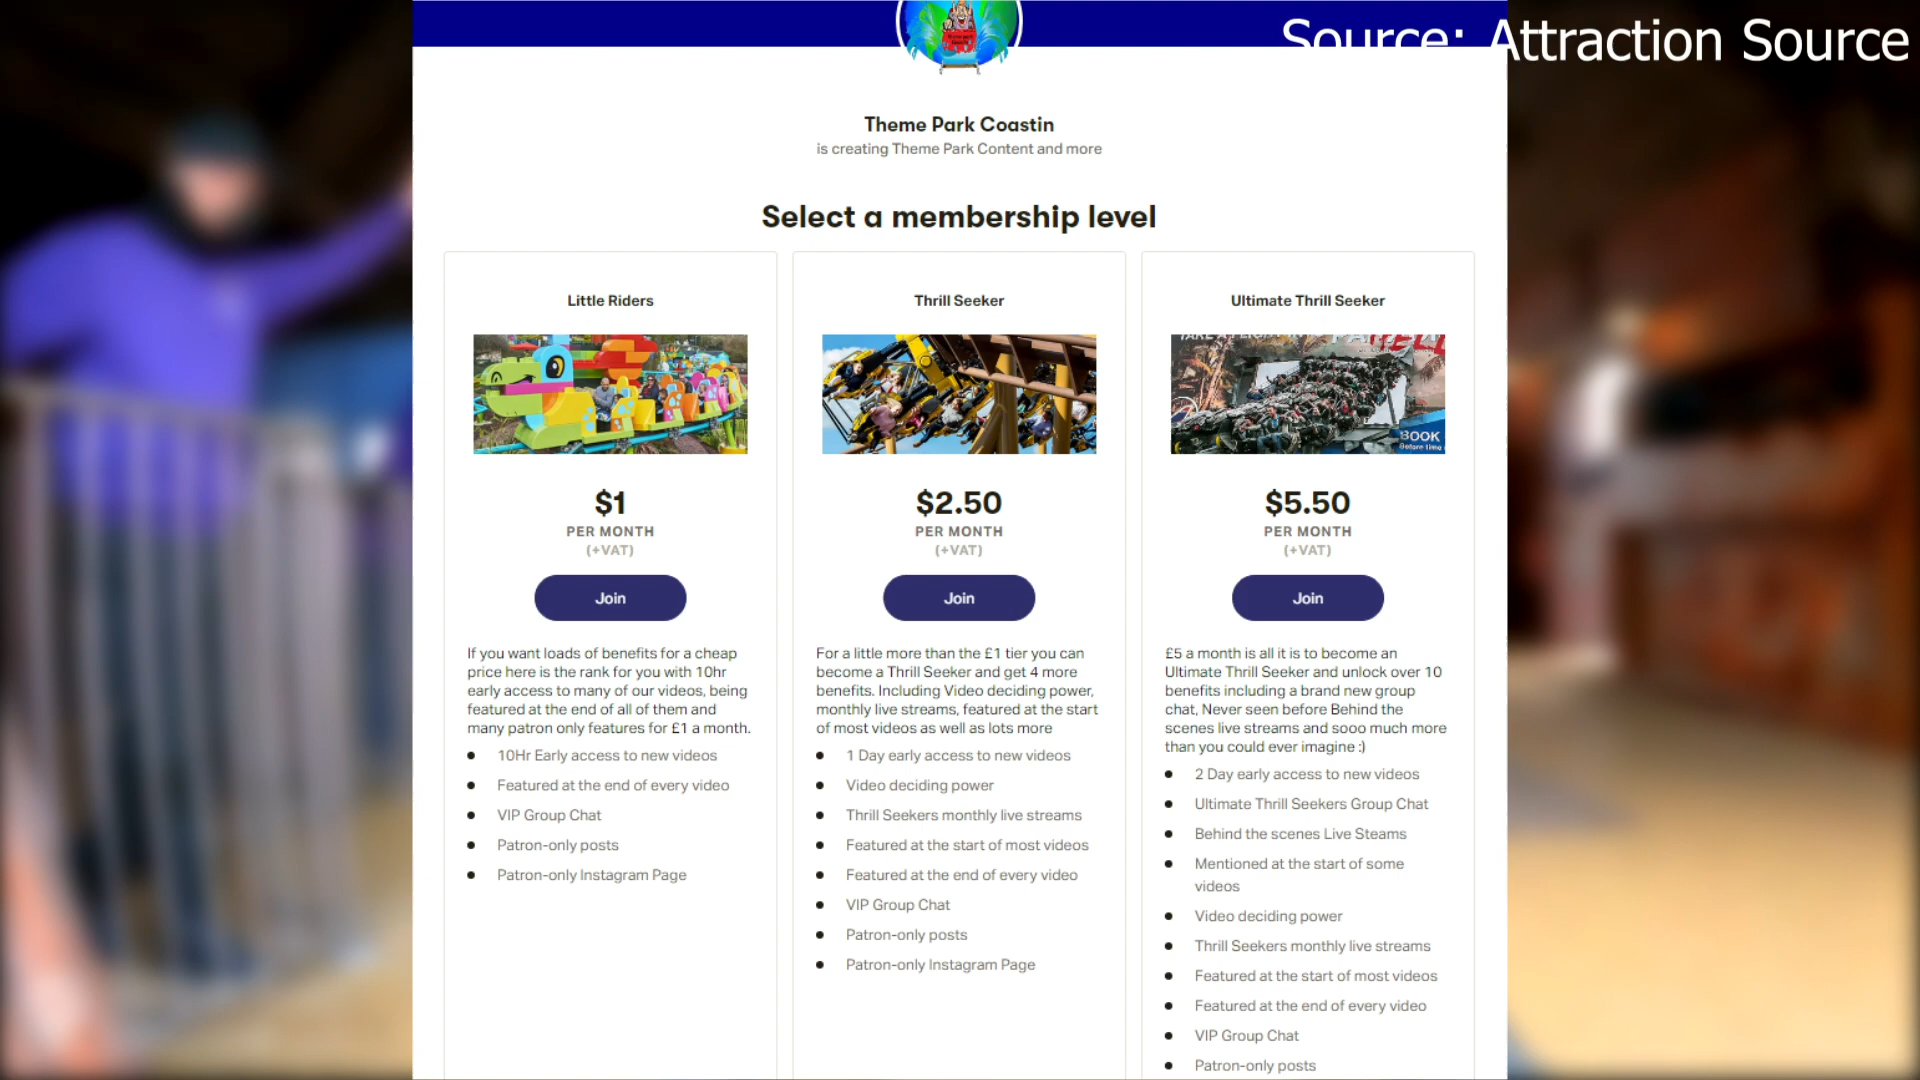 Source: Attraction Source
Theme Park Coastin
is creating Theme Park Content and more
Select a membership level
Little Riders
$1
PER MONTH
(+VAT)
Join
If you want loads of benefits for a cheap
price here is the rank for you with 10hr
early access to many of our videos, being
featured at the end of all of them and
many patron only features for £1 a month.
10Hr Early access to new videos
Featured at the end of every video
VIP Group Chat
Patron-only posts
Patron-only Instagram Page
Thrill Seeker
$2.50
PER MONTH
(+VAT)
Join
For a little more than the £1 tier you can
become a Thrill Seeker and get 4 more
benefits. Including Video deciding power,
monthly live streams, featured at the start
of most videos as well as lots more
1 Day early access to new videos
Video deciding power
Thrill Seekers monthly live streams
Featured at the start of most videos
Featured at the end of every video
VIP Group Chat
Patron-only posts
Patron-only Instagram Page
Ultimate Thrill Seeker
BOOK
Before time
$5.50
PER MONTH
(+VAT)
Join
£5 a month is all it is to become an
Ultimate Thrill Seeker and unlock over 10
benefits including a brand new group
chat, Never seen before Behind the
scenes live streams and sooo much more
than you could ever imagine :)
2 Day early access to new videos
Ultimate Thrill Seekers Group Chat
Behind the scenes Live Steams
Mentioned at the start of some
videos
Video deciding power
Thrill Seekers monthly live streams
Featured at the start of most videos
Featured at the end of every video
VIP Group Chat
Patron-only posts